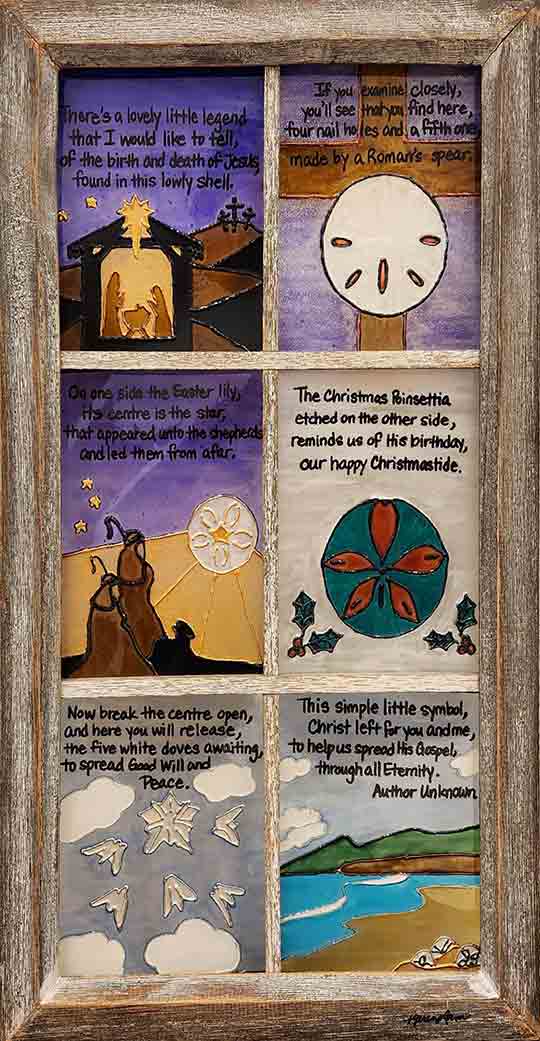 There's a lovely little legend
that I would like to tell,
of the birth and death of Jesus,
found in this lowly shell.
If you examine closely,
you'll see that you find here,
four nail holes and a fifth one,
made by a Roman's spear.
On one side the Easter lily,
its centre is the star,
that appeared unto the shepherds
and led them from afar.
The Christmas Poinsettia
etched on the other side,
reminds us of His birthday,
our happy Christmastide.
Now break the centre open,
and here you will release,
the five white doves awaiting,
to spread Good Will and
Peace.
This simple little symbol,
Christ left for you and me,
to help us spread His Gospel,
through all Eternity.
Author Unknown